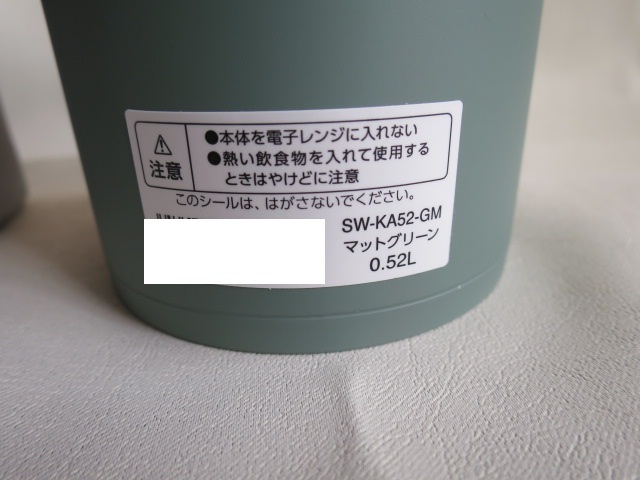 注意
●本体を電子レンジに入れない
●熱い飲食物を入れて使用する
ときはやけどに注意
このシールは、はがさないでください。
SW-KA52-GM
マットグリーン
0.52L